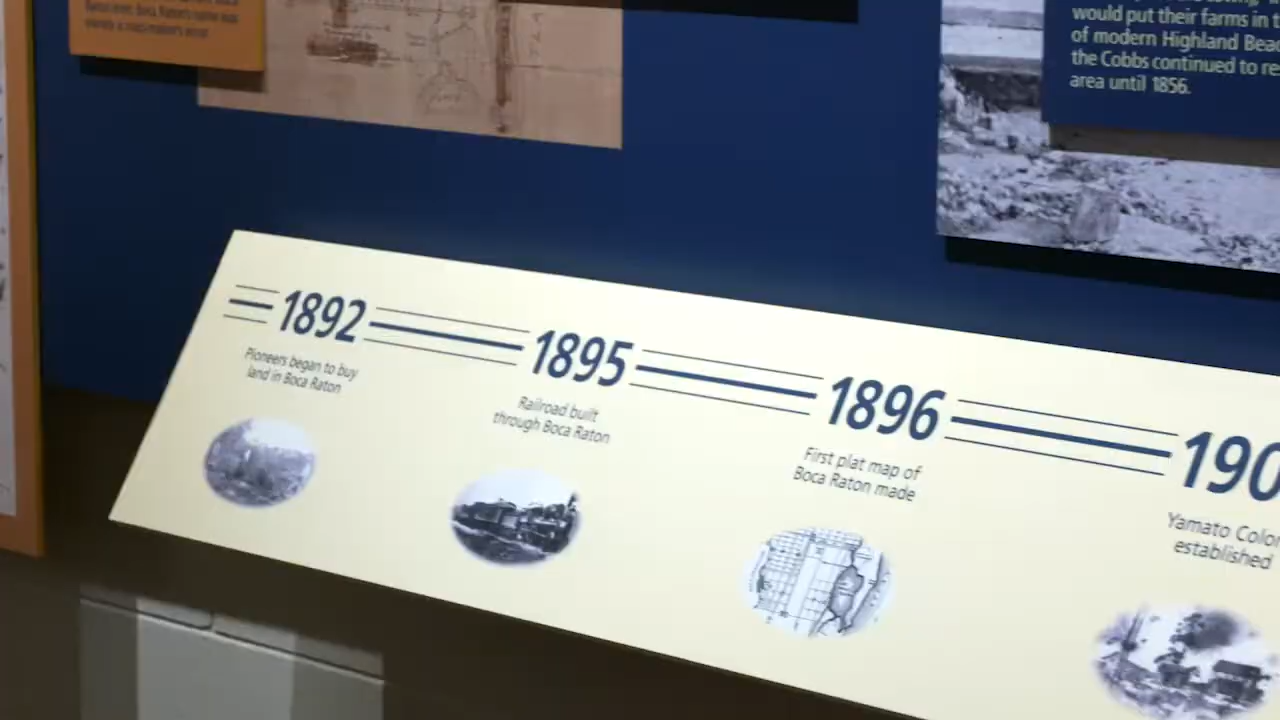 would put their farms in t
of modern Highland Beac
the Cobbs continued to re
area until 1856.
1892
Pioneers began to buy
land in Boca Raton
1895
Railroad built
through Boca Raton
1896
First plat map of
Boca Raton made
190
Yamato Colon
established